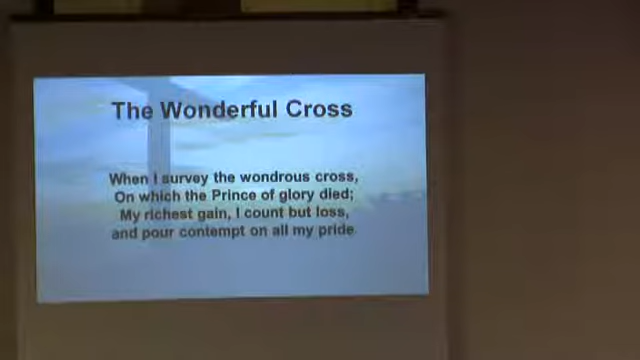 The Wonderful Cross
When I survey the wondrous cross,
On which the Prince of glory died;
My richest gain, I count but loss,
and pour contempt on all my pride